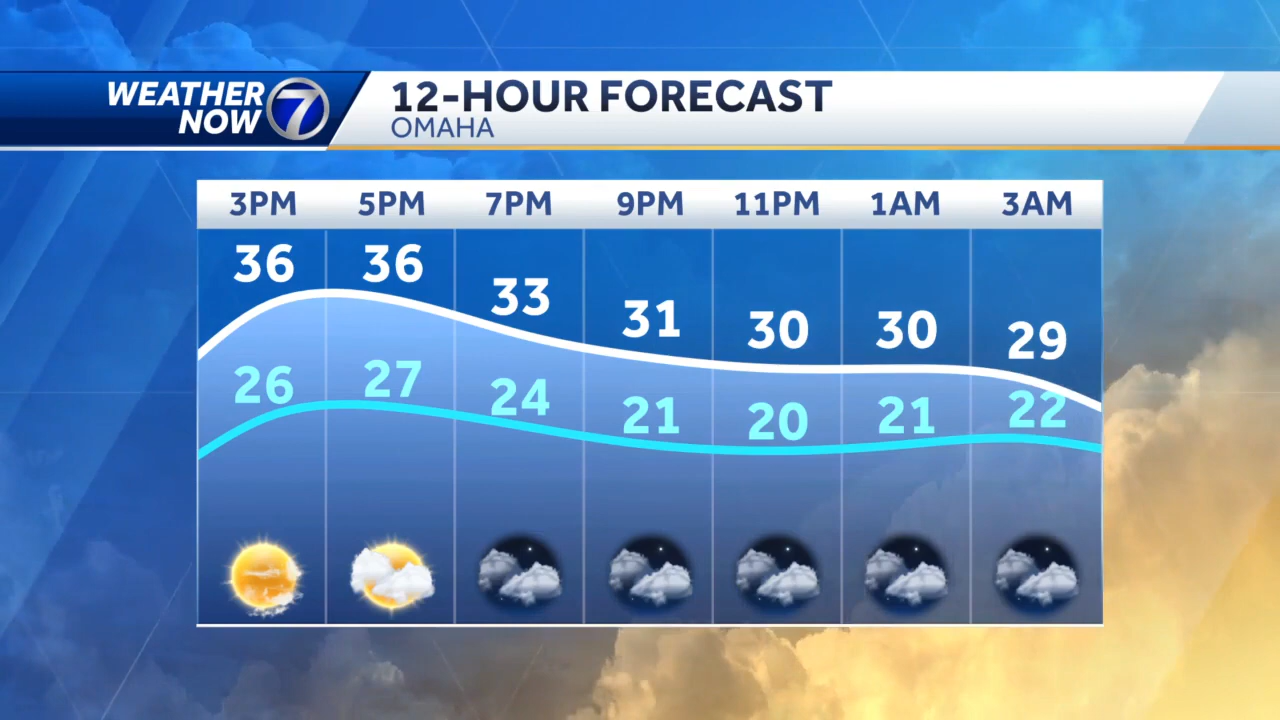 WEATHER
NOW 7
12-HOUR FORECAST
OMAHA
3PM 5PM 7PM 9PM 11PM 1AM 3AM
36 36 33 31 30 30 29
26 27 24 21 20 21 22